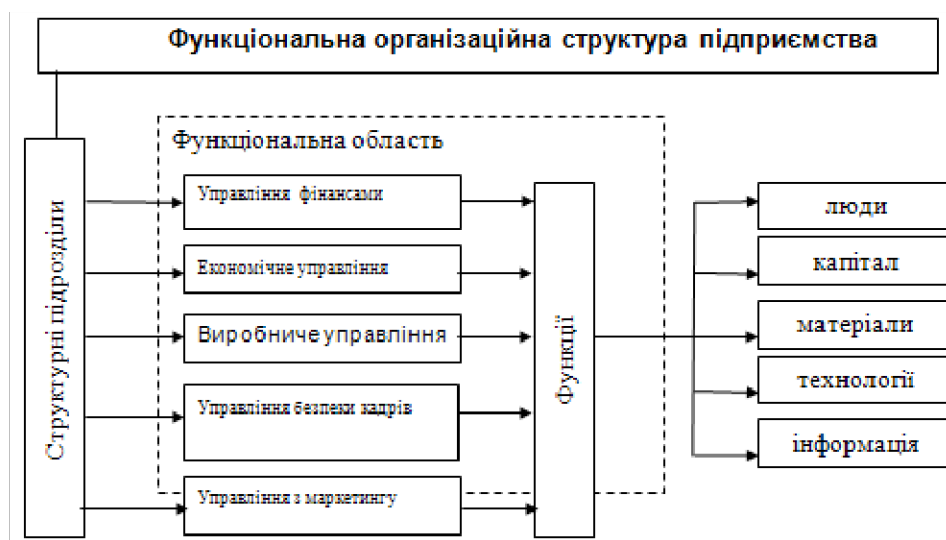 Функціональна організаційна структура підприємства
Структурні підрозділи
Функціональна область
Управління фінансами
Економічне управління
Виробниче управління
Управління безпеки кадрів
Управління з маркетингу
Функції
люди
капітал
матеріали
технології
інформація